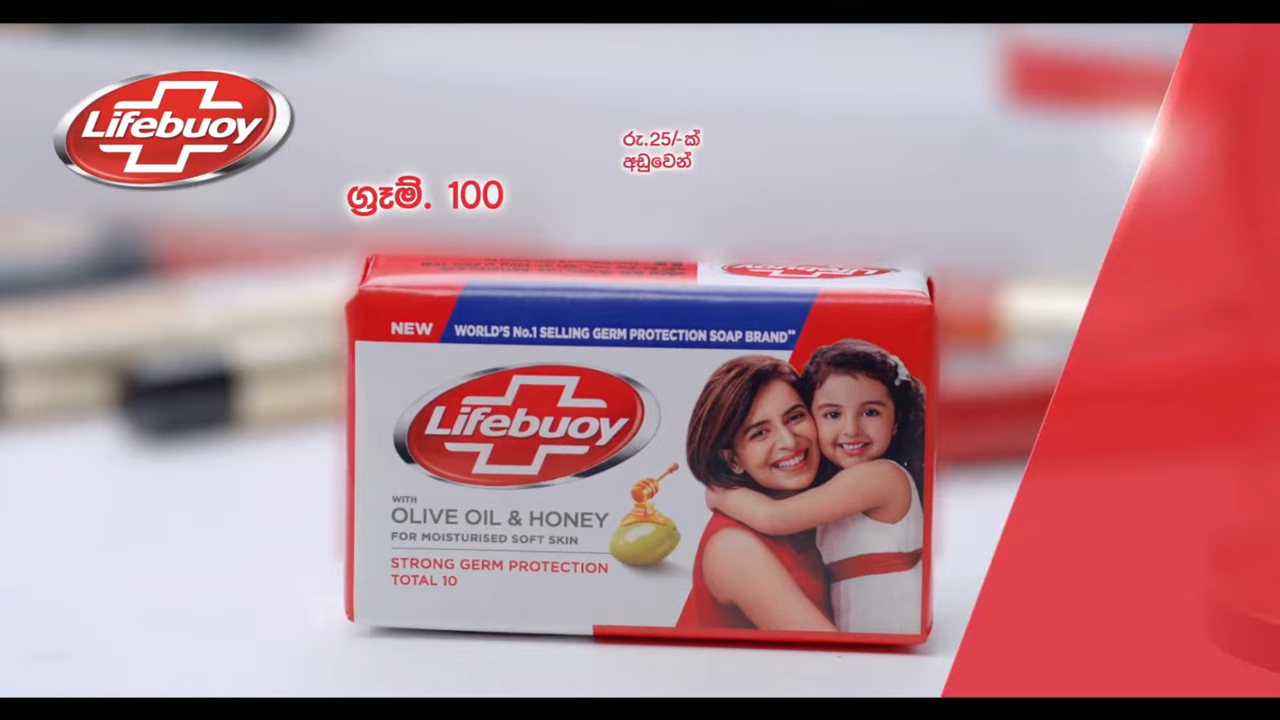 Lifebuoy
රු.25/-ක්
අඩුවෙන්
ග්‍රෑම්. 100
Lifebuoy
NEW
WORLD'S No.1 SELLING GERM PROTECTION SOAP BRAND**
Lifebuoy
WITH
OLIVE OIL & HONEY
FOR MOISTURISED SOFT SKIN
STRONG GERM PROTECTION
TOTAL 10